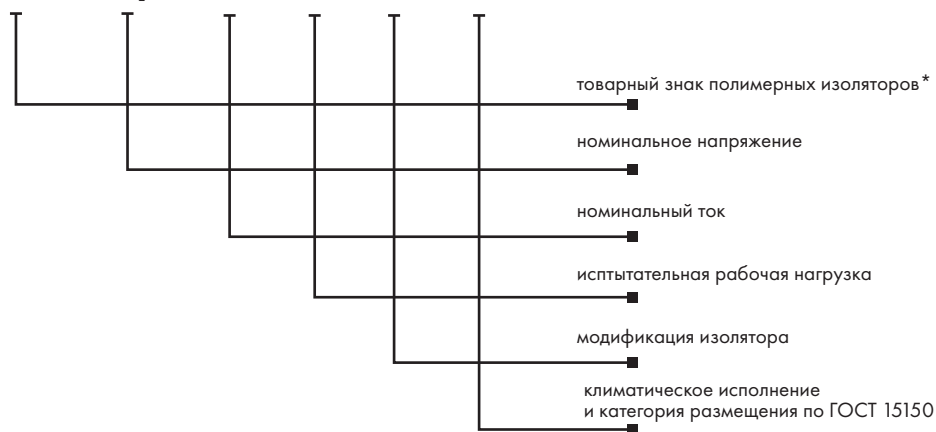 товарный знак полимерных изоляторов*
номинальное напряжение
номинальный ток
исптытательная рабочая нагрузка
модификация изолятора
климатическое исполнение
и категория размещения по ГОСТ 15150